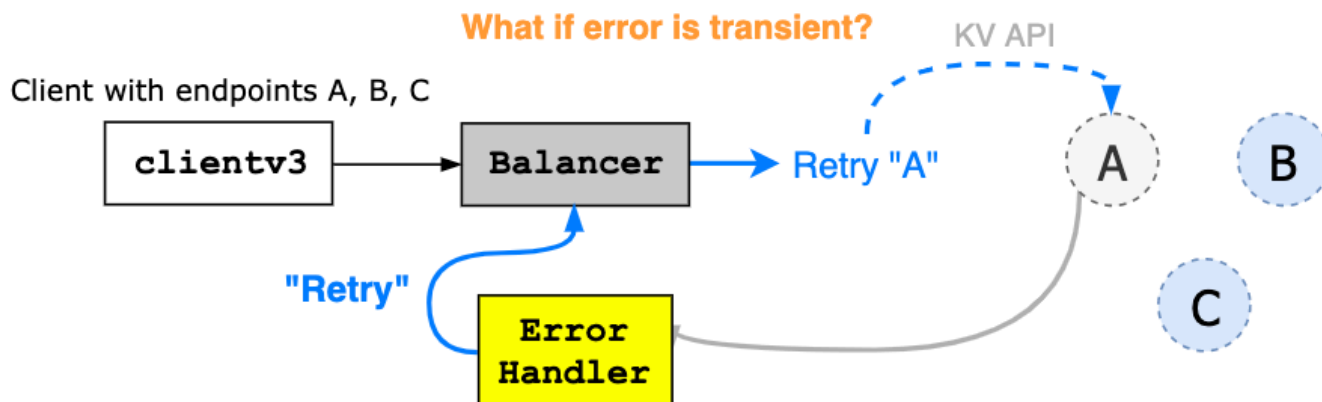 What if error is transient?
KV API
Client with endpoints A, B, C
clientv3
Balancer
Retry "A"
A
B
"Retry"
C
Error
Handler